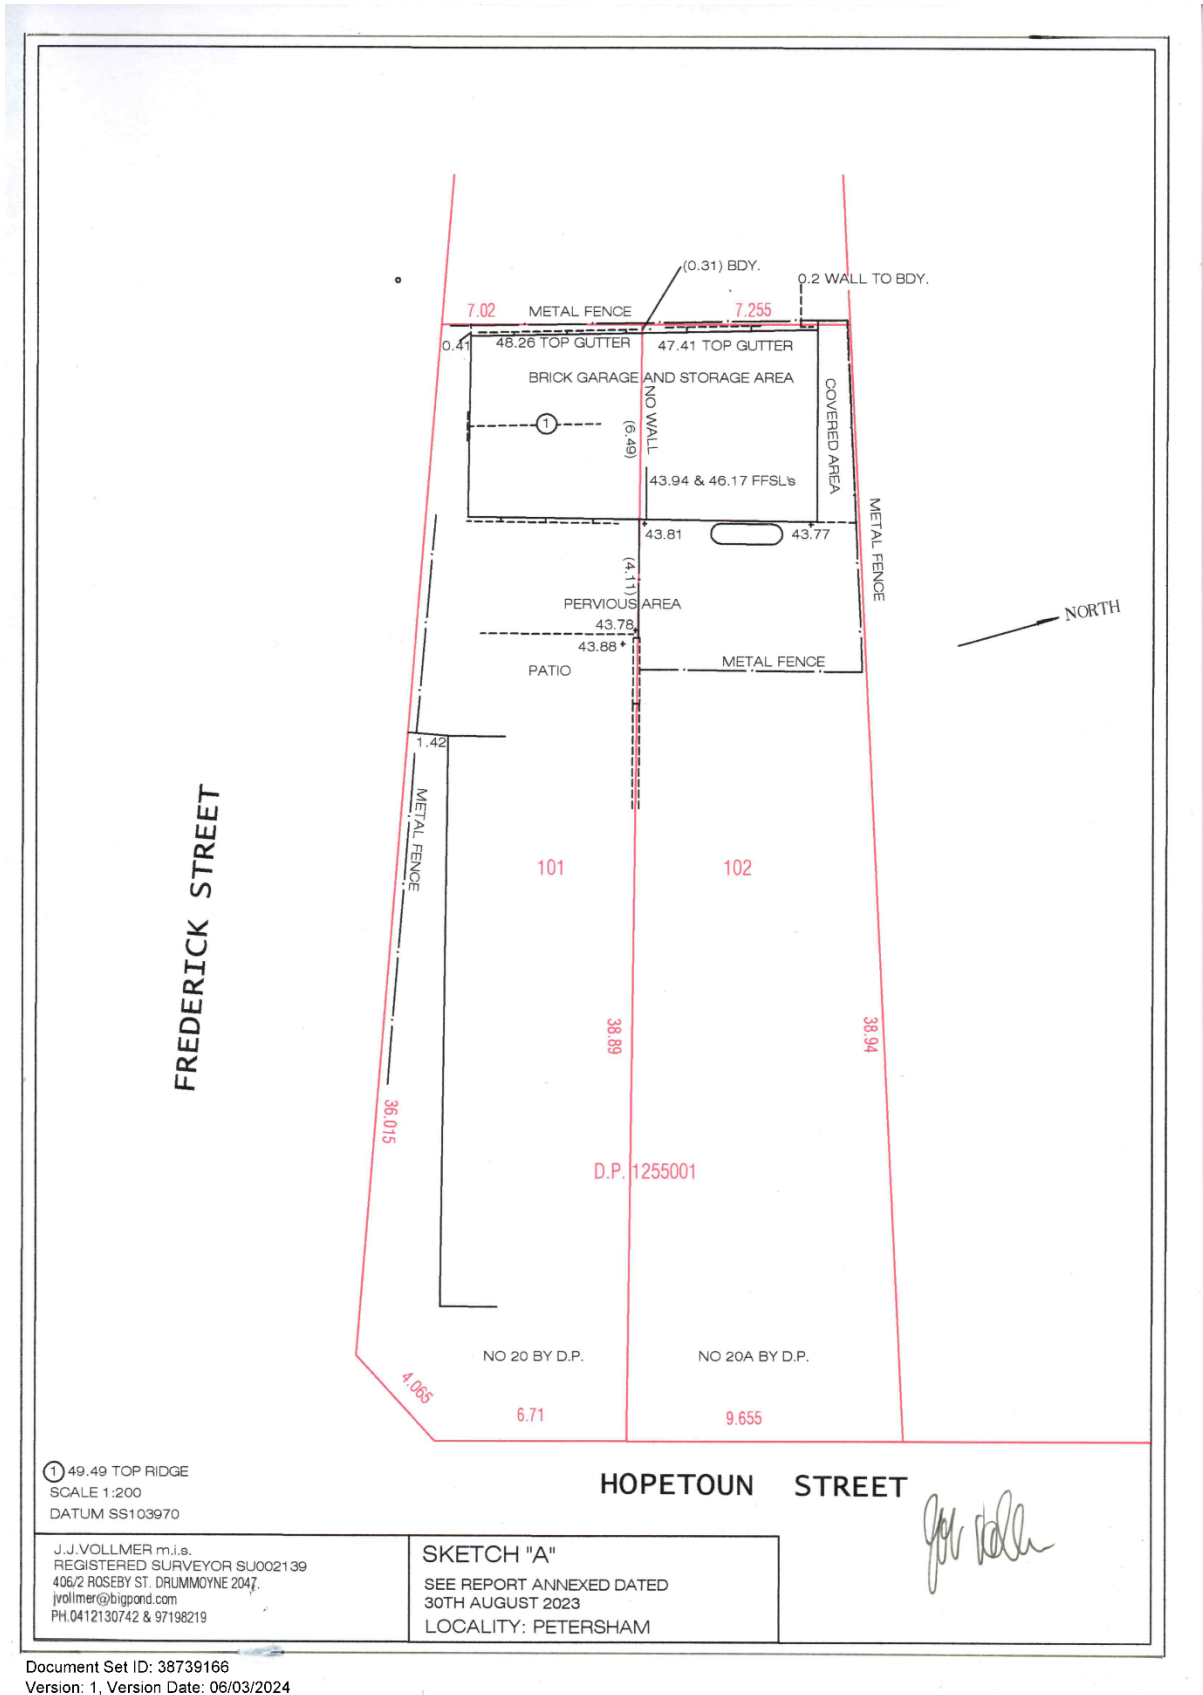 (0.31) BDY.
0.2 WALL TO BDY.
7.02
METAL FENCE
7.255
0.41
48.26 TOP GUTTER
47.41 TOP GUTTER
BRICK GARAGE AND STORAGE AREA
NO WALL
(6.49)
COVERED AREA
1
43.94 & 46.17 FFSL's
43.81
43.77
METAL FENCE
(4.11)
PERVIOUS AREA
43.78
43.88
PATIO
METAL FENCE
NORTH
1.42
METAL FENCE
FREDERICK STREET
101
102
38.89
38.94
36.015
D.P. 1255001
NO 20 BY D.P.
NO 20A BY D.P.
4.065
6.71
9.655
HOPETOUN STREET
1 49.49 TOP RIDGE
SCALE 1:200
DATUM SS103970
J.J.VOLLMER m.i.s.
REGISTERED SURVEYOR SU002139
406/2 ROSEBY ST. DRUMMOYNE 2047.
jvollmer@bigpond.com
PH.0412130742 & 97198219
SKETCH "A"
SEE REPORT ANNEXED DATED
30TH AUGUST 2023
LOCALITY: PETERSHAM
Document Set ID: 38739166
Version: 1, Version Date: 06/03/2024